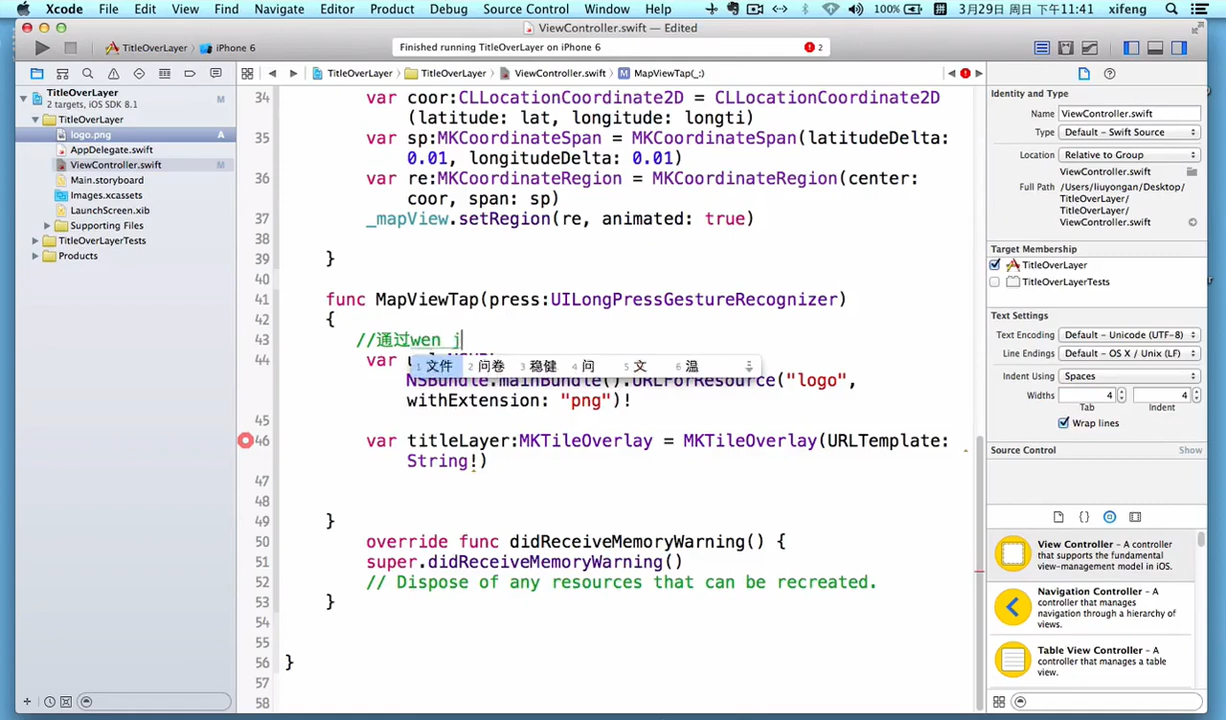 Xcode File Edit View Find Navigate Editor Product Debug Source Control Window Help 100% 拼 3月29日 周日 下午11:41 xifeng
ViewController.swift — Edited
TitleOverLayer iPhone 6 Finished running TitleOverLayer on iPhone 6 2
TitleOverLayer TitleOverLayer ViewController.swift M MapViewTap(_:)
TitleOverLayer M
2 targets, iOS SDK 8.1
TitleOverLayer
logo.png A
AppDelegate.swift
ViewController.swift M
Main.storyboard
Images.xcassets
LaunchScreen.xib
Supporting Files
TitleOverLayerTests
Products
34 var coor:CLLocationCoordinate2D = CLLocationCoordinate2D
(latitude: lat, longitude: longti)
35 var sp:MKCoordinateSpan = MKCoordinateSpan(latitudeDelta:
0.01, longitudeDelta: 0.01)
36 var re:MKCoordinateRegion = MKCoordinateRegion(center:
coor, span: sp)
37 _mapView.setRegion(re, animated: true)
38
39 }
40
41 func MapViewTap(press:UILongPressGestureRecognizer)
42 {
43 //通过wen j
44 var
1 文件 2 问卷 3 稳健 4 问 5 文 6 温
NSBundle.mainBundle().URLForResource("logo",
withExtension: "png")!
45
46 var titleLayer:MKTileOverlay = MKTileOverlay(URLTemplate:
String!)
47
48
49 }
50 override func didReceiveMemoryWarning() {
51 super.didReceiveMemoryWarning()
52 // Dispose of any resources that can be recreated.
53 }
54
55
56 }
57
58
Identity and Type
Name ViewController.swift
Type Default - Swift Source
Location Relative to Group
ViewController.swift
Full Path /Users/liuyongan/Desktop/
TitleOverLayer/
TitleOverLayer/
ViewController.swift
Target Membership
TitleOverLayer
TitleOverLayerTests
Text Settings
Text Encoding Default - Unicode (UTF-8)
Line Endings Default - OS X / Unix (LF)
Indent Using Spaces
Widths 4 4
Tab Indent
Wrap lines
Source Control Show
View Controller - A
controller that supports the fundamental
view-management model in iOS.
Navigation Controller - A
controller that manages
navigation through a hierarchy of
views.
Table View Controller - A
controller that manages a table
view.